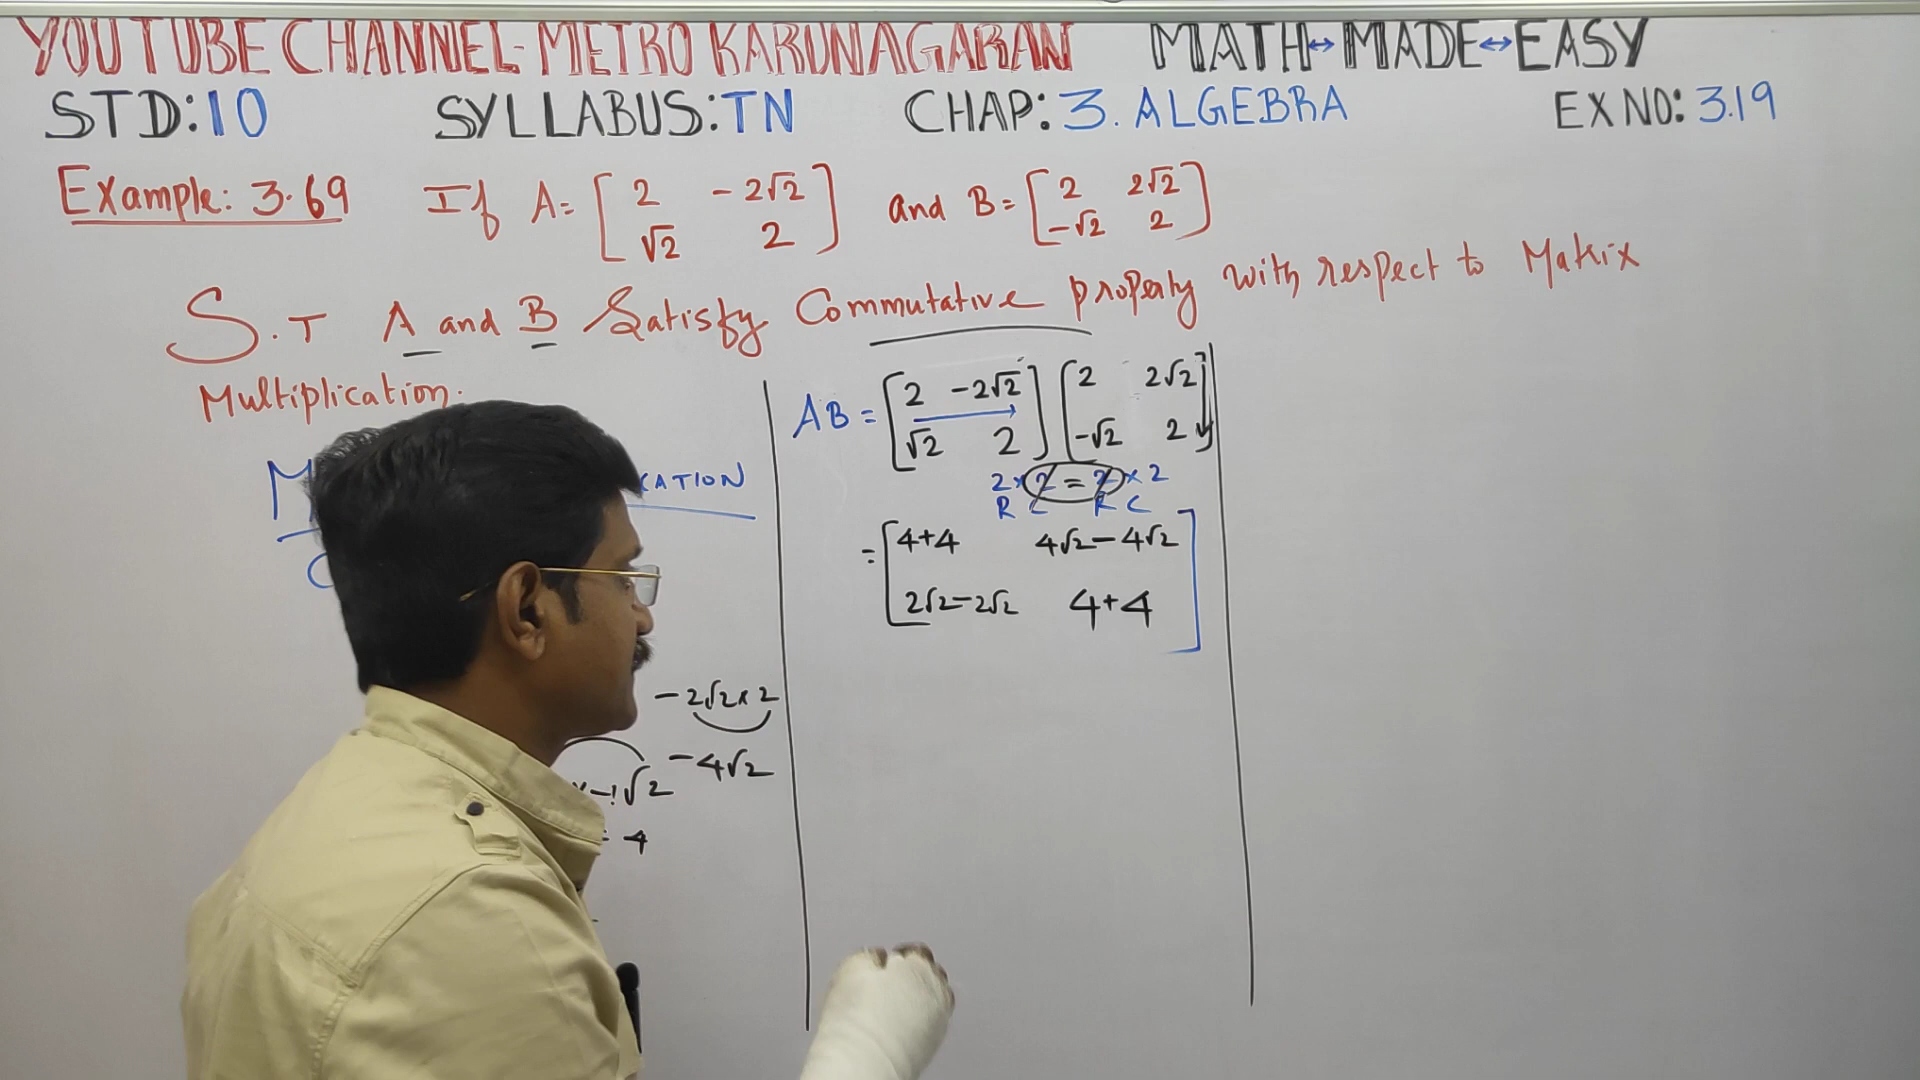 YOUTUBE CHANNEL-METRO KARUNAGARAN MATH↔MADE↔EASY
STD:10 SYLLABUS:TN CHAP: 3. ALGEBRA EX NO: 3.19
Example: 3.69 If A= [2 -2√2 and B= [2 2√2
√2 2] -√2 2]
S.T A and B Satisfy Commutative property with respect to Matrix
Multiplication.
CATION
AB = [2 -2√2] [2 2√2]
[√2 2] [-√2 2]
2×2 = 2×2
R C R C
= [4+4 4√2-4√2]
[2√2-2√2 4+4]
-2√2×2
-4√2
√2
4